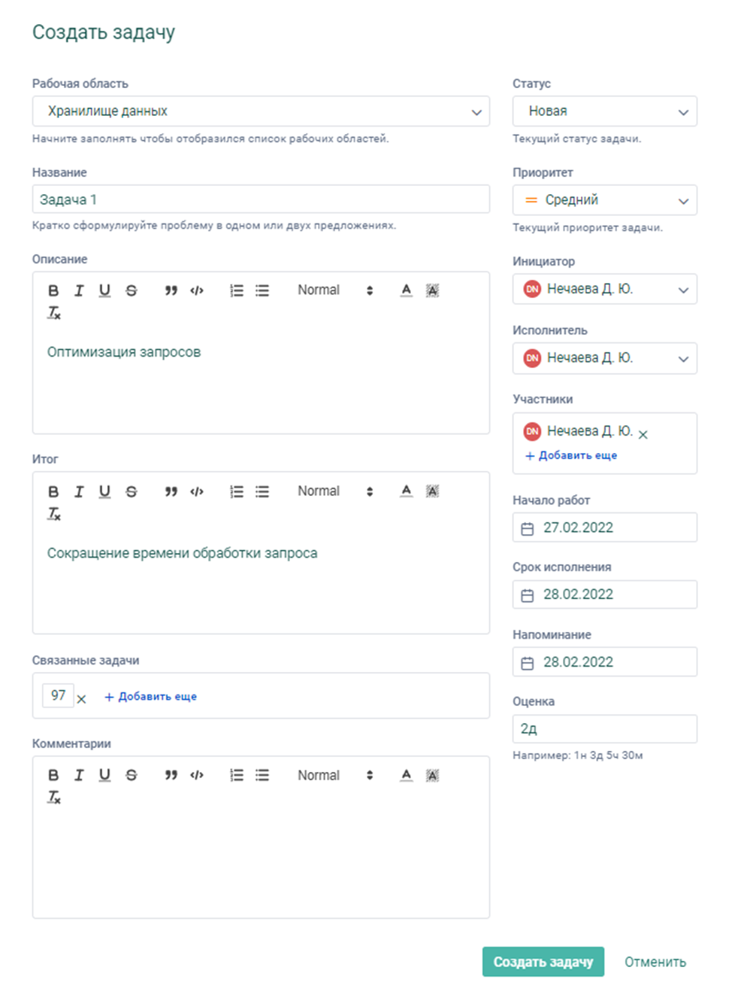 Создать задачу
Рабочая область
Хранилище данных
Начните заполнять чтобы отобразился список рабочих областей.
Название
Задача 1
Кратко сформулируйте проблему в одном или двух предложениях.
Описание
B I U S Normal A A
Tx
Оптимизация запросов
Итог
B I U S Normal A A
Tx
Сокращение времени обработки запроса
Связанные задачи
97 × + Добавить еще
Комментарии
B I U S Normal A A
Tx
Статус
Новая
Текущий статус задачи.
Приоритет
Средний
Текущий приоритет задачи.
Инициатор
DN Нечаева Д. Ю.
Исполнитель
DN Нечаева Д. Ю.
Участники
DN Нечаева Д. Ю. ×
+ Добавить еще
Начало работ
27.02.2022
Срок исполнения
28.02.2022
Напоминание
28.02.2022
Оценка
2д
Например: 1н 3д 5ч 30м
Создать задачу Отменить